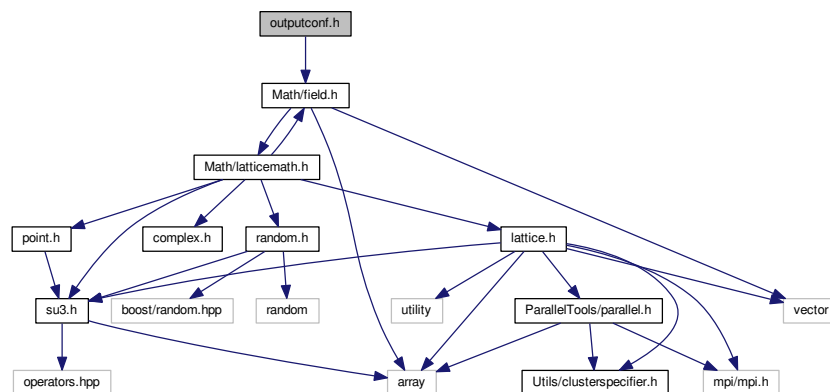 outputconf.h
Math/field.h
Math/latticemath.h
point.h
complex.h
random.h
lattice.h
su3.h
boost/random.hpp
random
utility
ParallelTools/parallel.h
vector
operators.hpp
array
Utils/clusterspecifier.h
mpi/mpi.h